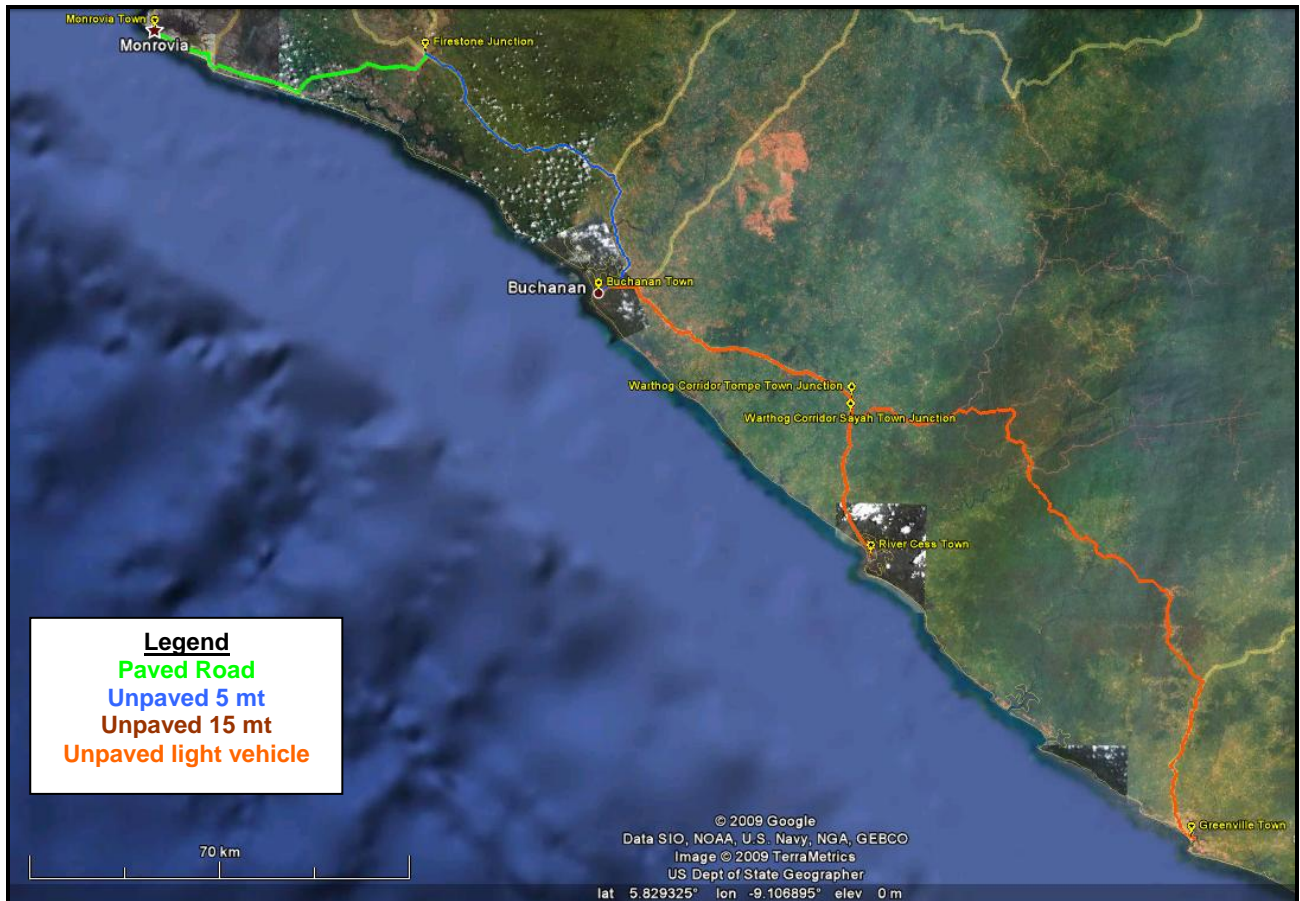 Monrovia Town
Monrovia
Firestone Junction
Buchanan
Buchanan Town
Warthog Corridor Tompe Town Junction
Warthog Corridor Sayah Town Junction
River Cess Town
Greenville Town
Legend
Paved Road
Unpaved 5 mt
Unpaved 15 mt
Unpaved light vehicle
70 km
© 2009 Google
Data SIO, NOAA, U.S. Navy, NGA, GEBCO
Image © 2009 TerraMetrics
US Dept of State Geographer
lat 5.829325° lon -9.106895° elev 0 m